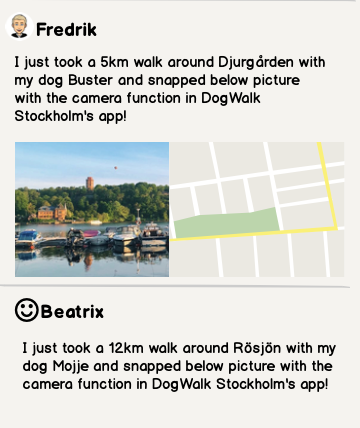 Fredrik
I just took a 5km walk around Djurgården with
my dog Buster and snapped below picture
with the camera function in DogWalk
Stockholm's app!
Beatrix
I just took a 12km walk around Rösjön with my
dog Mojje and snapped below picture with the
camera function in DogWalk Stockholm's app!